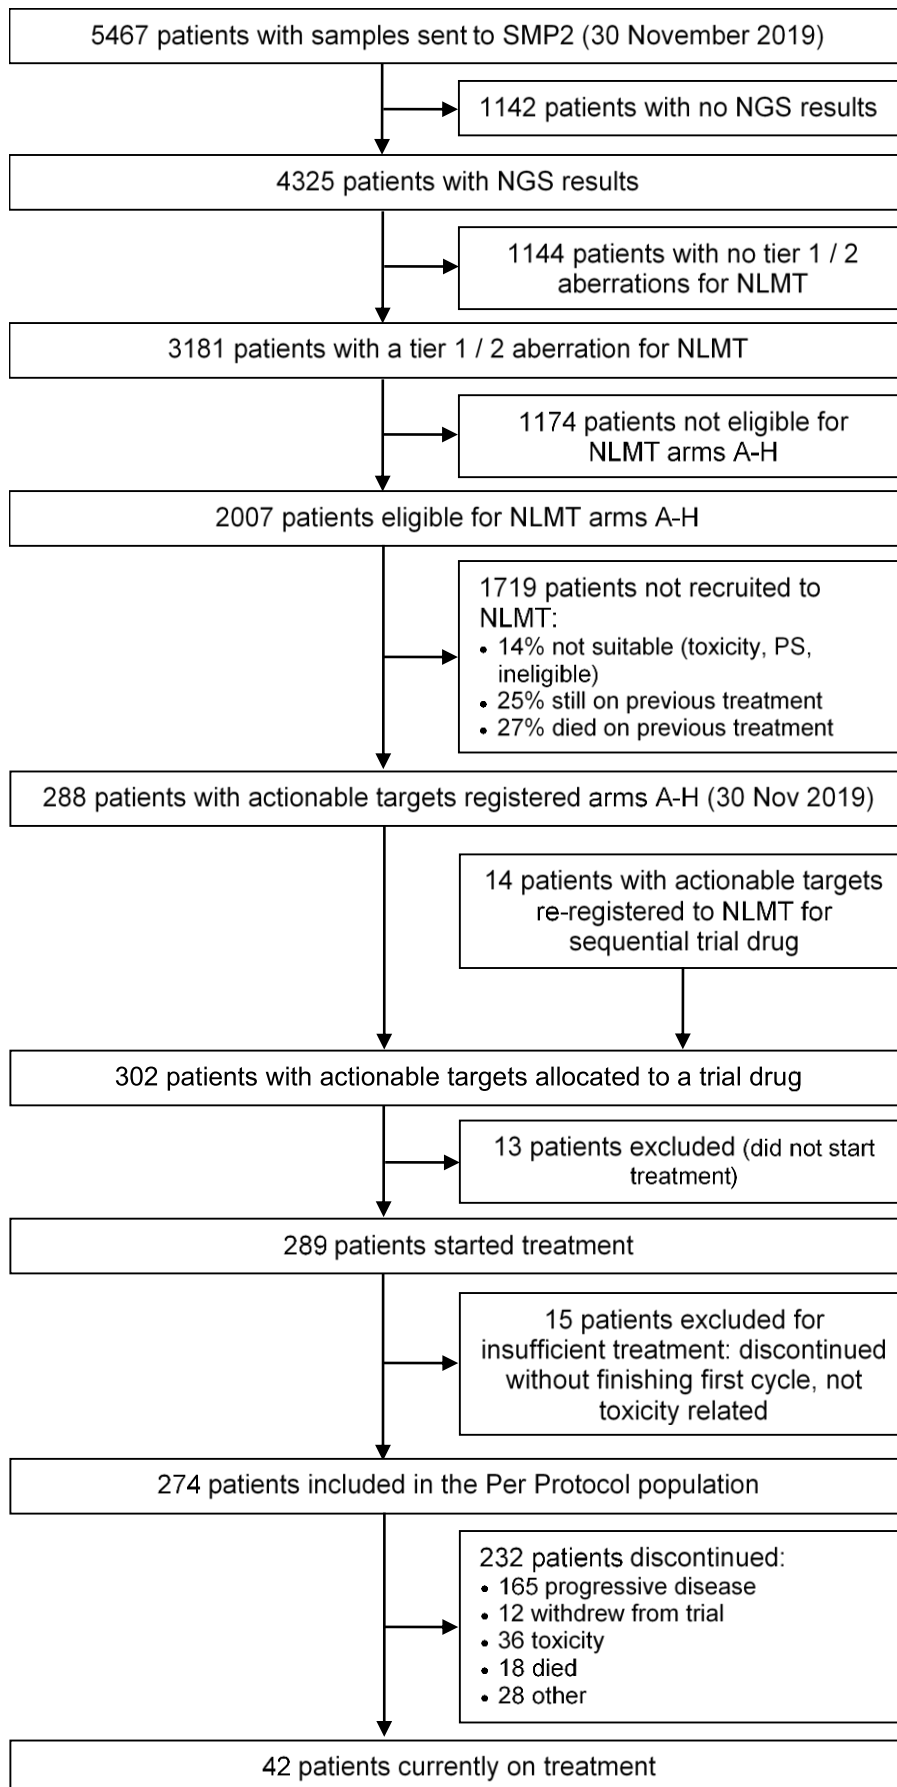 5467 patients with samples sent to SMP2 (30 November 2019)
1142 patients with no NGS results
4325 patients with NGS results
1144 patients with no tier 1 / 2
aberrations for NLMT
3181 patients with a tier 1 / 2 aberration for NLMT
1174 patients not eligible for
NLMT arms A-H
2007 patients eligible for NLMT arms A-H
1719 patients not recruited to
NLMT:
• 14% not suitable (toxicity, PS,
ineligible)
• 25% still on previous treatment
• 27% died on previous treatment
288 patients with actionable targets registered arms A-H (30 Nov 2019)
14 patients with actionable targets
re-registered to NLMT for
sequential trial drug
302 patients with actionable targets allocated to a trial drug
13 patients excluded (did not start
treatment)
289 patients started treatment
15 patients excluded for
insufficient treatment: discontinued
without finishing first cycle, not
toxicity related
274 patients included in the Per Protocol population
232 patients discontinued:
• 165 progressive disease
• 12 withdrew from trial
• 36 toxicity
• 18 died
• 28 other
42 patients currently on treatment